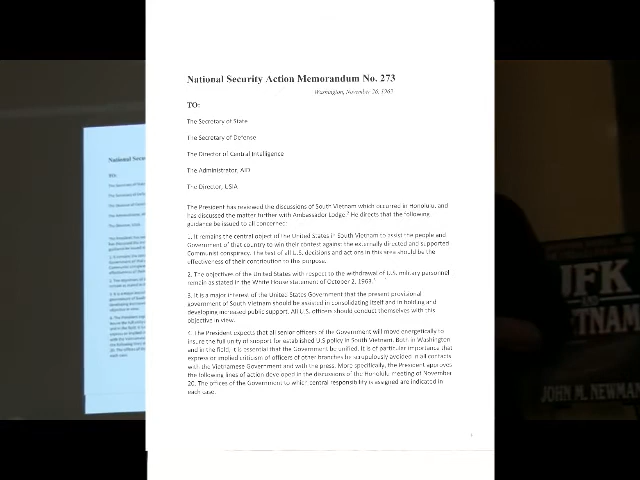 National Security Action Memorandum No. 273
Washington, November 26, 1963
TO:
The Secretary of State
The Secretary of Defense
The Director of Central Intelligence
The Administrator, AID
The Director, USIA
The President has reviewed the discussions of South Vietnam which occurred in Honolulu, and
has discussed the matter further with Ambassador Lodge.² He directs that the following
guidance be issued to all concerned:
1. It remains the central object of the United States in South Vietnam to assist the people and
Government of that country to win their contest against the externally directed and supported
Communist conspiracy. The test of all U.S. decisions and actions in this area should be the
effectiveness of their contribution to this purpose.
2. The objectives of the United States with respect to the withdrawal of U.S. military personnel
remain as stated in the White House statement of October 2, 1963.³
3. It is a major interest of the United States Government that the present provisional
government of South Vietnam should be assisted in consolidating itself and in holding and
developing increased public support. All U.S. officers should conduct themselves with this
objective in view.
4. The President expects that all senior officers of the Government will move energetically to
insure the full unity of support for established U.S policy in South Vietnam. Both in Washington
and in the field, it is essential that the Government be unified. It is of particular importance that
express or implied criticism of officers of other branches be scrupulously avoided in all contacts
with the Vietnamese Government and with the press. More specifically, the President approves
the following lines of action developed in the discussions of the Honolulu meeting of November
20. The offices of the Government to which central responsibility is assigned are indicated in
each case.
National Secu
TO:
FK
TNAM
JOHN M. NEWMAN